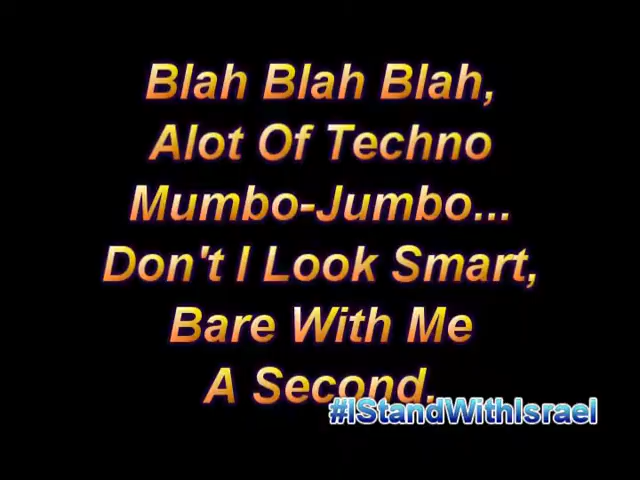 Blah Blah Blah,
Alot Of Techno
Mumbo-Jumbo...
Don't I Look Smart,
Bare With Me
A Second.
#IStandWithIsrael